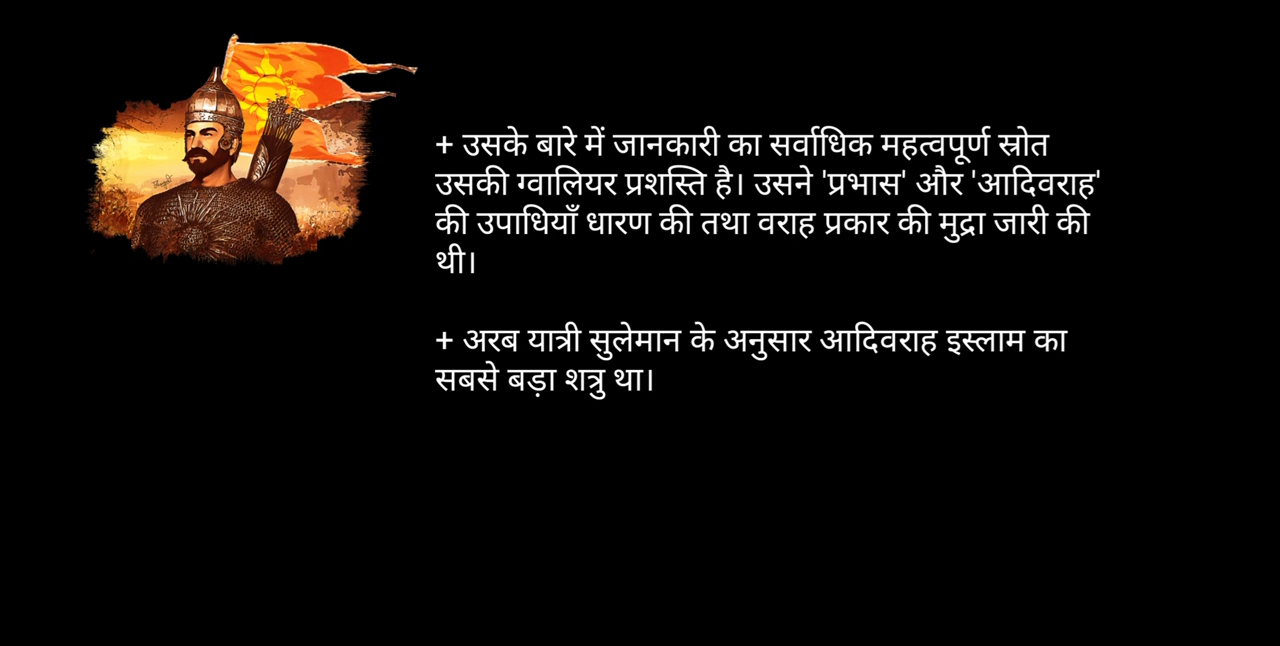 + उसके बारे में जानकारी का सर्वाधिक महत्वपूर्ण स्रोत
उसकी ग्वालियर प्रशस्ति है। उसने 'प्रभास' और 'आदिवराह'
की उपाधियाँ धारण की तथा वराह प्रकार की मुद्रा जारी की
थी।
+ अरब यात्री सुलेमान के अनुसार आदिवराह इस्लाम का
सबसे बड़ा शत्रु था।